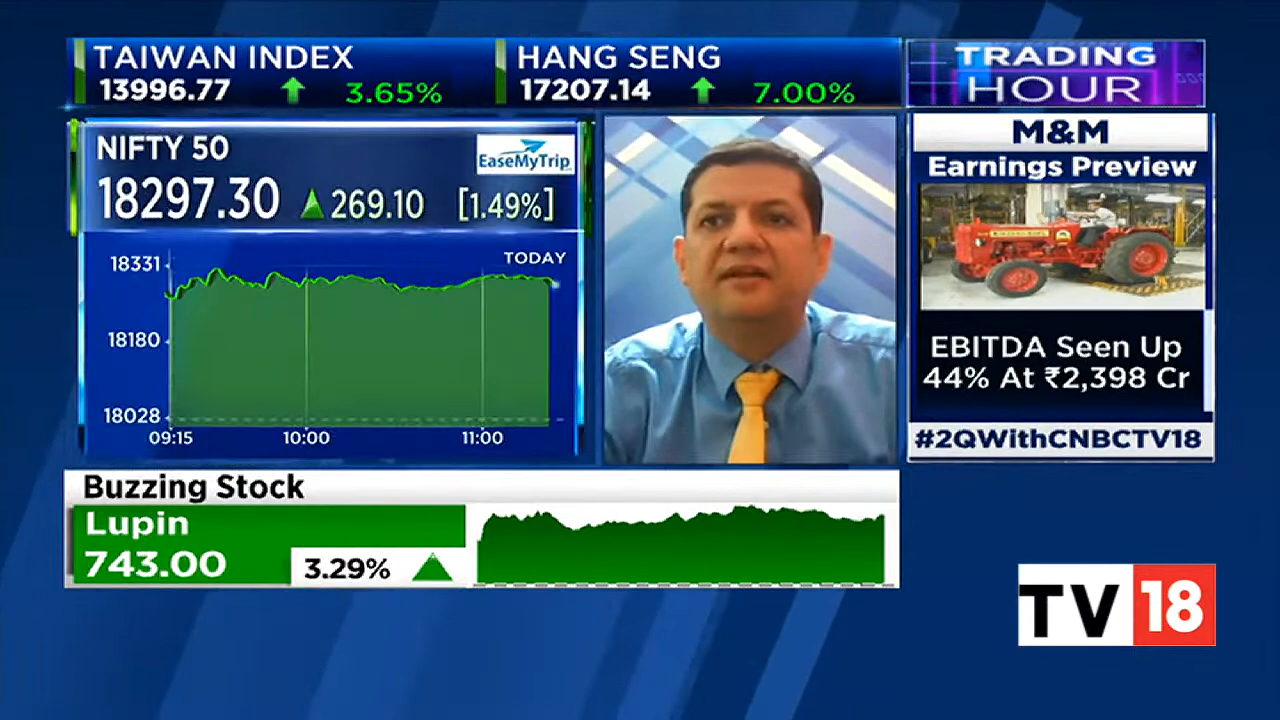 TAIWAN INDEX
13996.77 3.65%
HANG SENG
17207.14 7.00%
TRADING
HOUR
NIFTY 50
EaseMyTrip
18297.30 269.10 [1.49%]
TODAY
18331
18180
18028
09:15 10:00 11:00
M&M
Earnings Preview
EBITDA Seen Up
44% At ₹2,398 Cr
#2QWithCNBCTV18
Buzzing Stock
Lupin
743.00 3.29%
TV18